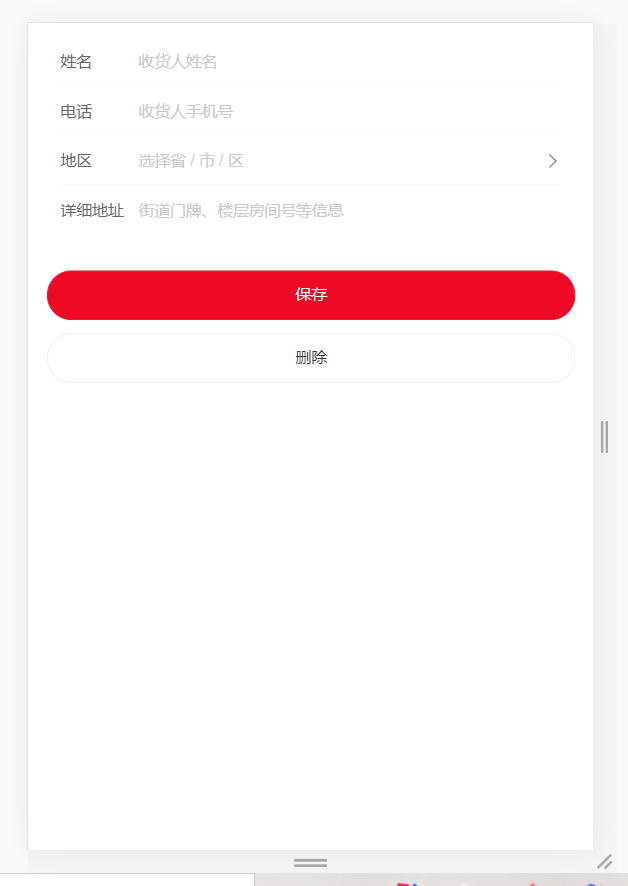 姓名 收货人姓名
电话 收货人手机号
地区 选择省 / 市 / 区
详细地址 街道门牌、楼层房间号等信息
保存
删除